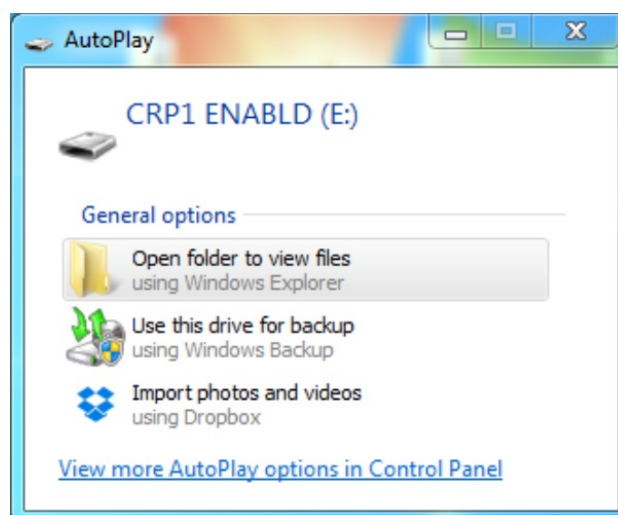 AutoPlay
CRP1 ENABLD (E:)
General options
Open folder to view files
using Windows Explorer
Use this drive for backup
using Windows Backup
Import photos and videos
using Dropbox
View more AutoPlay options in Control Panel